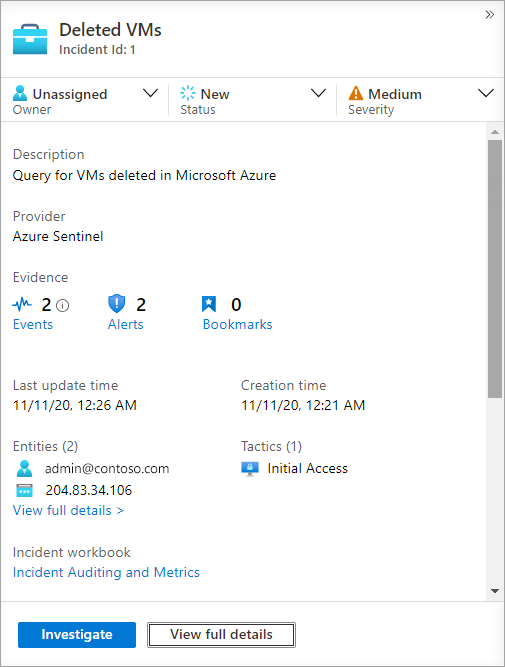 Deleted VMs
Incident Id: 1
Unassigned
Owner
New
Status
Medium
Severity
Description
Query for VMs deleted in Microsoft Azure
Provider
Azure Sentinel
Evidence
2 Events
2 Alerts
0 Bookmarks
Last update time
11/11/20, 12:26 AM
Creation time
11/11/20, 12:21 AM
Entities (2)
admin@contoso.com
204.83.34.106
View full details >
Tactics (1)
Initial Access
Incident workbook
Incident Auditing and Metrics
Investigate
View full details